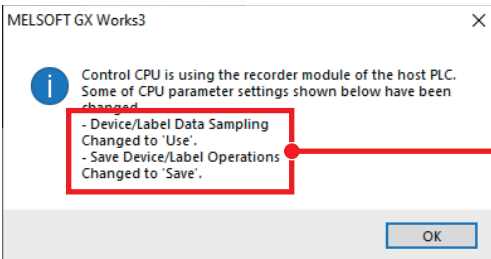 MELSOFT GX Works3
Control CPU is using the recorder module of the host PLC.
Some of CPU parameter settings shown below have been
changed.
- Device/Label Data Sampling
Changed to 'Use'.
- Save Device/Label Operations
Changed to 'Save'.
OK